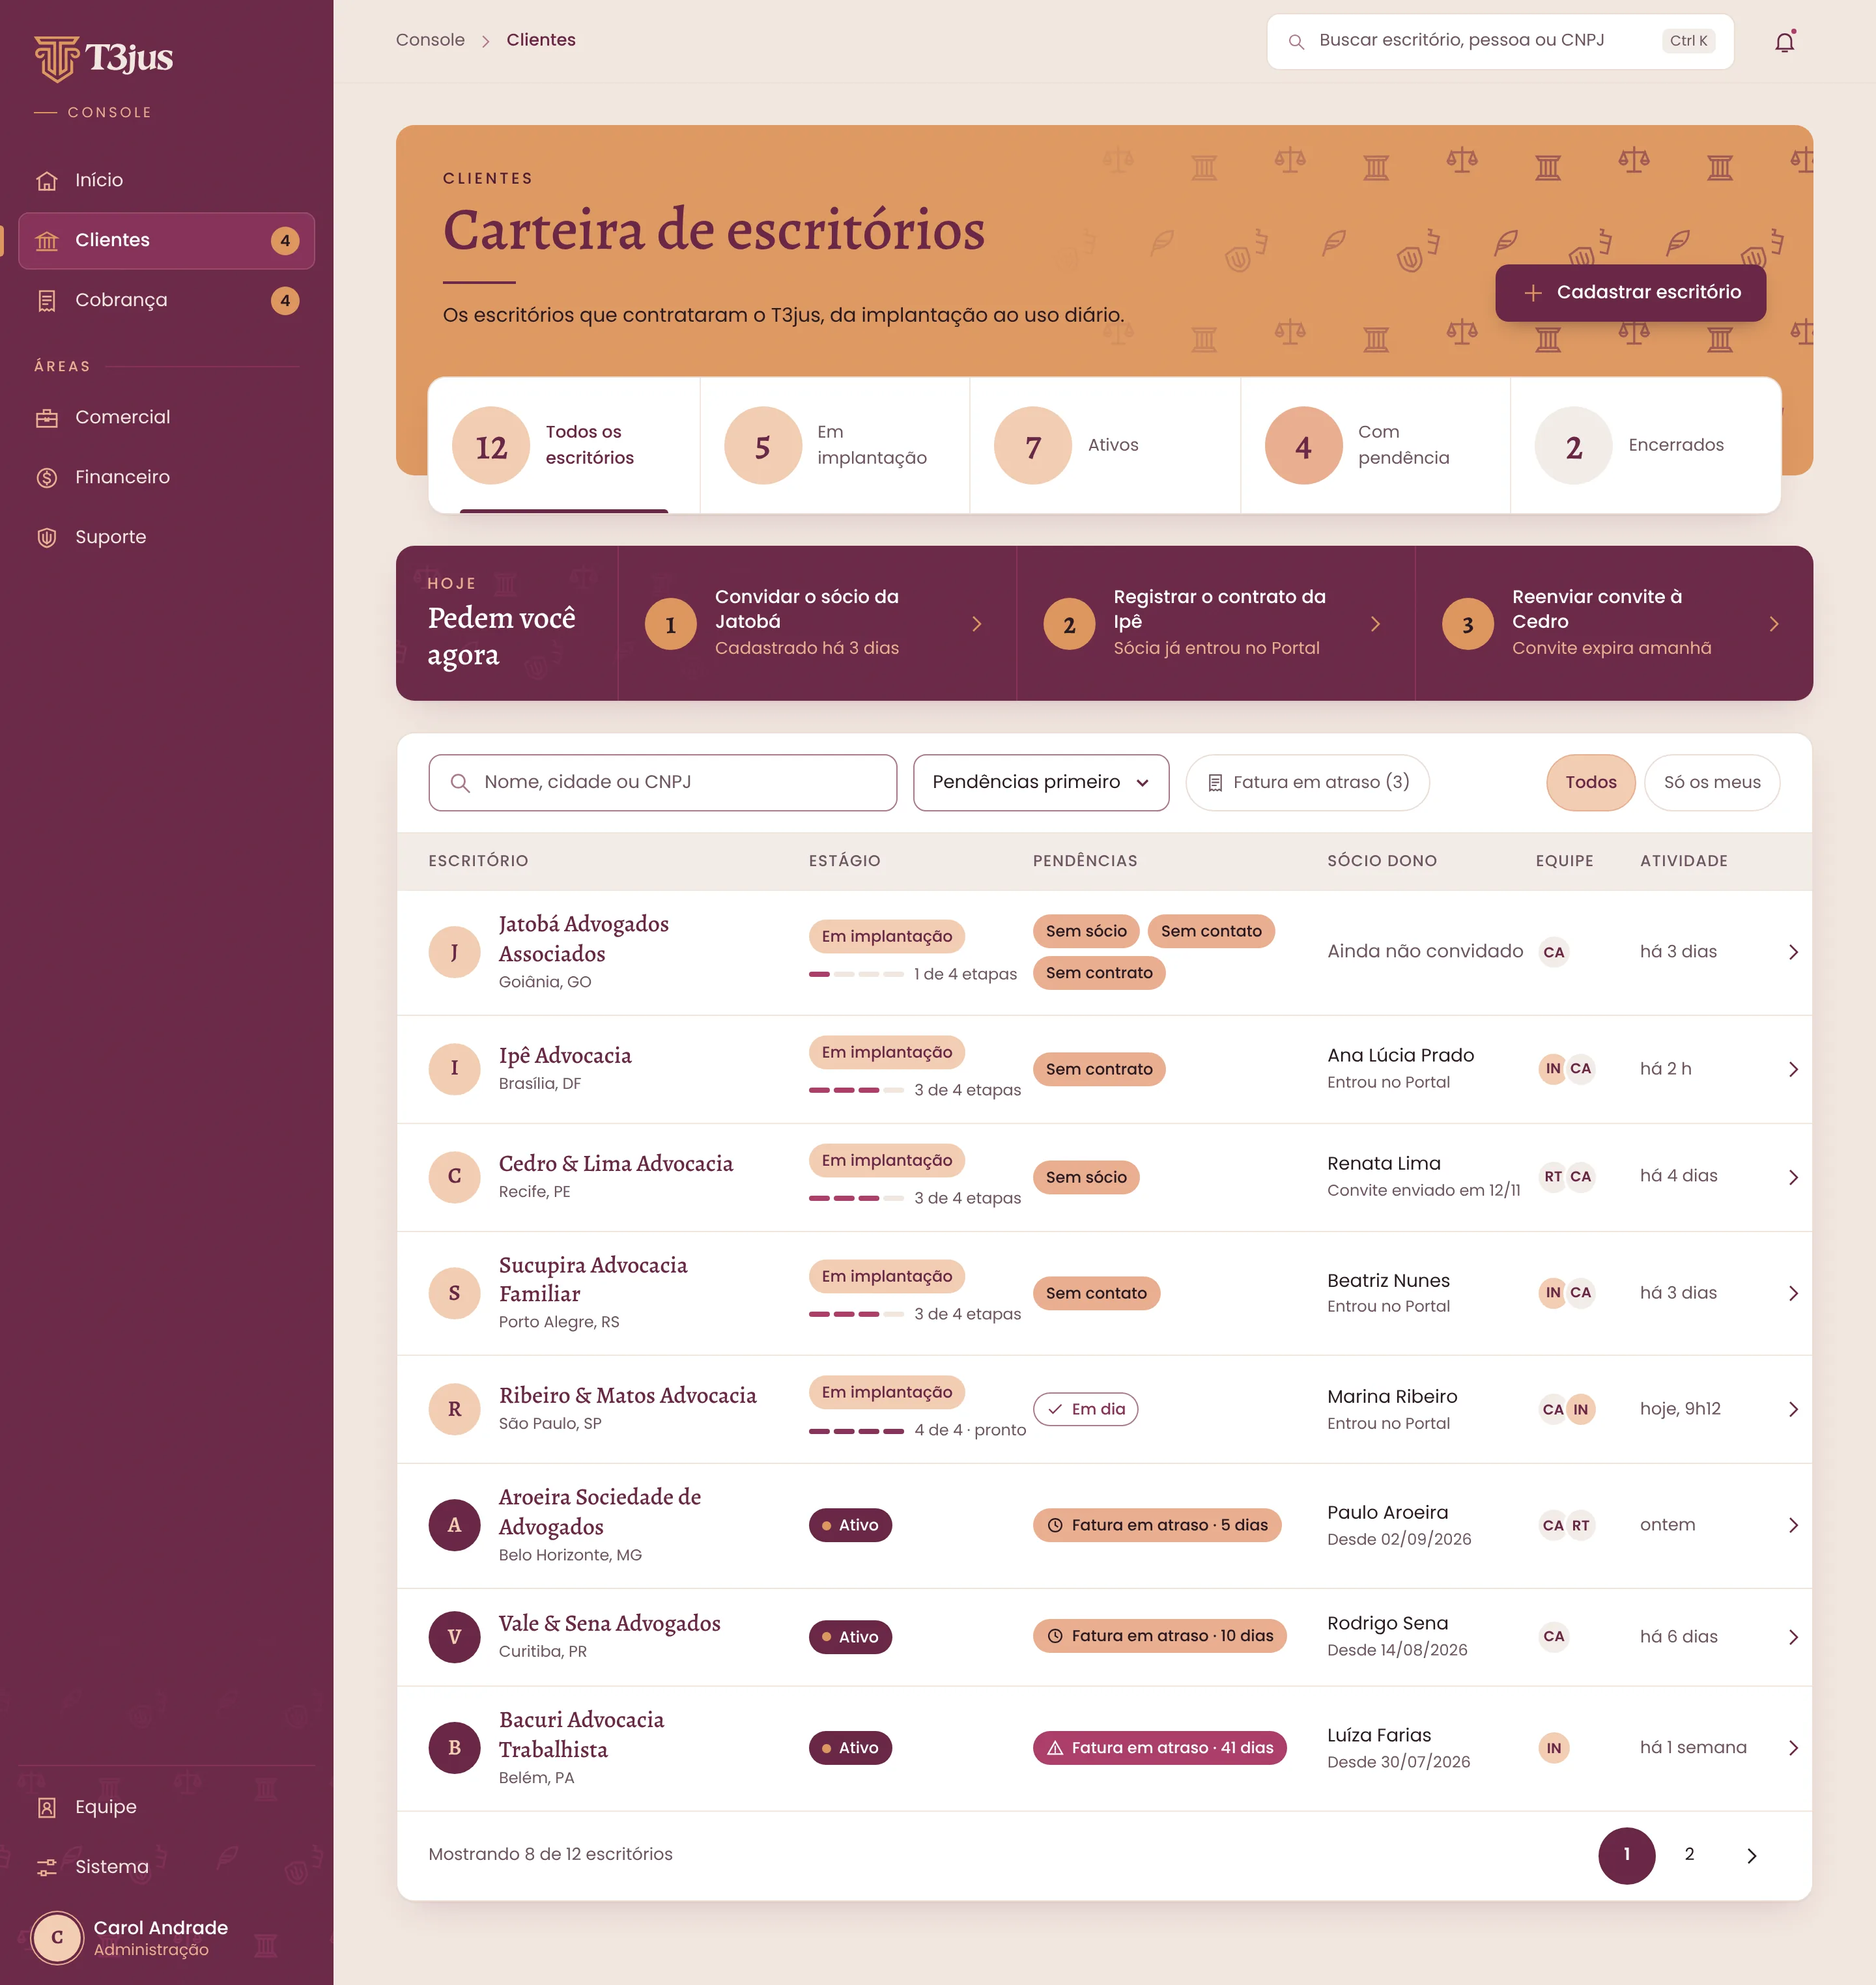 T3jus
CONSOLE
Início
Clientes 4
Cobrança 4
ÁREAS
Comercial
Financeiro
Suporte
Equipe
Sistema
C
Carol Andrade
Administração
Console > Clientes
Buscar escritório, pessoa ou CNPJ Ctrl K
CLIENTES
Carteira de escritórios
Os escritórios que contrataram o T3jus, da implantação ao uso diário.
+ Cadastrar escritório
12 Todos os
escritórios
5 Em
implantação
7 Ativos
4 Com
pendência
2 Encerrados
HOJE
Pedem você
agora
1 Convidar o sócio da
Jatobá
Cadastrado há 3 dias
2 Registrar o contrato da
Ipê
Sócia já entrou no Portal
3 Reenviar convite à
Cedro
Convite expira amanhã
Nome, cidade ou CNPJ
Pendências primeiro
Fatura em atraso (3)
Todos
Só os meus
ESCRITÓRIO ESTÁGIO PENDÊNCIAS SÓCIO DONO EQUIPE ATIVIDADE
J
Jatobá Advogados
Associados
Goiânia, GO
Em implantação
1 de 4 etapas
Sem sócio Sem contato
Sem contrato
Ainda não convidado
CA
há 3 dias
I
Ipê Advocacia
Brasília, DF
Em implantação
3 de 4 etapas
Sem contrato
Ana Lúcia Prado
Entrou no Portal
IN CA
há 2 h
C
Cedro & Lima Advocacia
Recife, PE
Em implantação
3 de 4 etapas
Sem sócio
Renata Lima
Convite enviado em 12/11
RT CA
há 4 dias
S
Sucupira Advocacia
Familiar
Porto Alegre, RS
Em implantação
3 de 4 etapas
Sem contato
Beatriz Nunes
Entrou no Portal
IN CA
há 3 dias
R
Ribeiro & Matos Advocacia
São Paulo, SP
Em implantação
4 de 4 · pronto
Em dia
Marina Ribeiro
Entrou no Portal
CA IN
hoje, 9h12
A
Aroeira Sociedade de
Advogados
Belo Horizonte, MG
Ativo
Fatura em atraso · 5 dias
Paulo Aroeira
Desde 02/09/2026
CA RT
ontem
V
Vale & Sena Advogados
Curitiba, PR
Ativo
Fatura em atraso · 10 dias
Rodrigo Sena
Desde 14/08/2026
CA
há 6 dias
B
Bacuri Advocacia
Trabalhista
Belém, PA
Ativo
Fatura em atraso · 41 dias
Luíza Farias
Desde 30/07/2026
IN
há 1 semana
Mostrando 8 de 12 escritórios
1 2